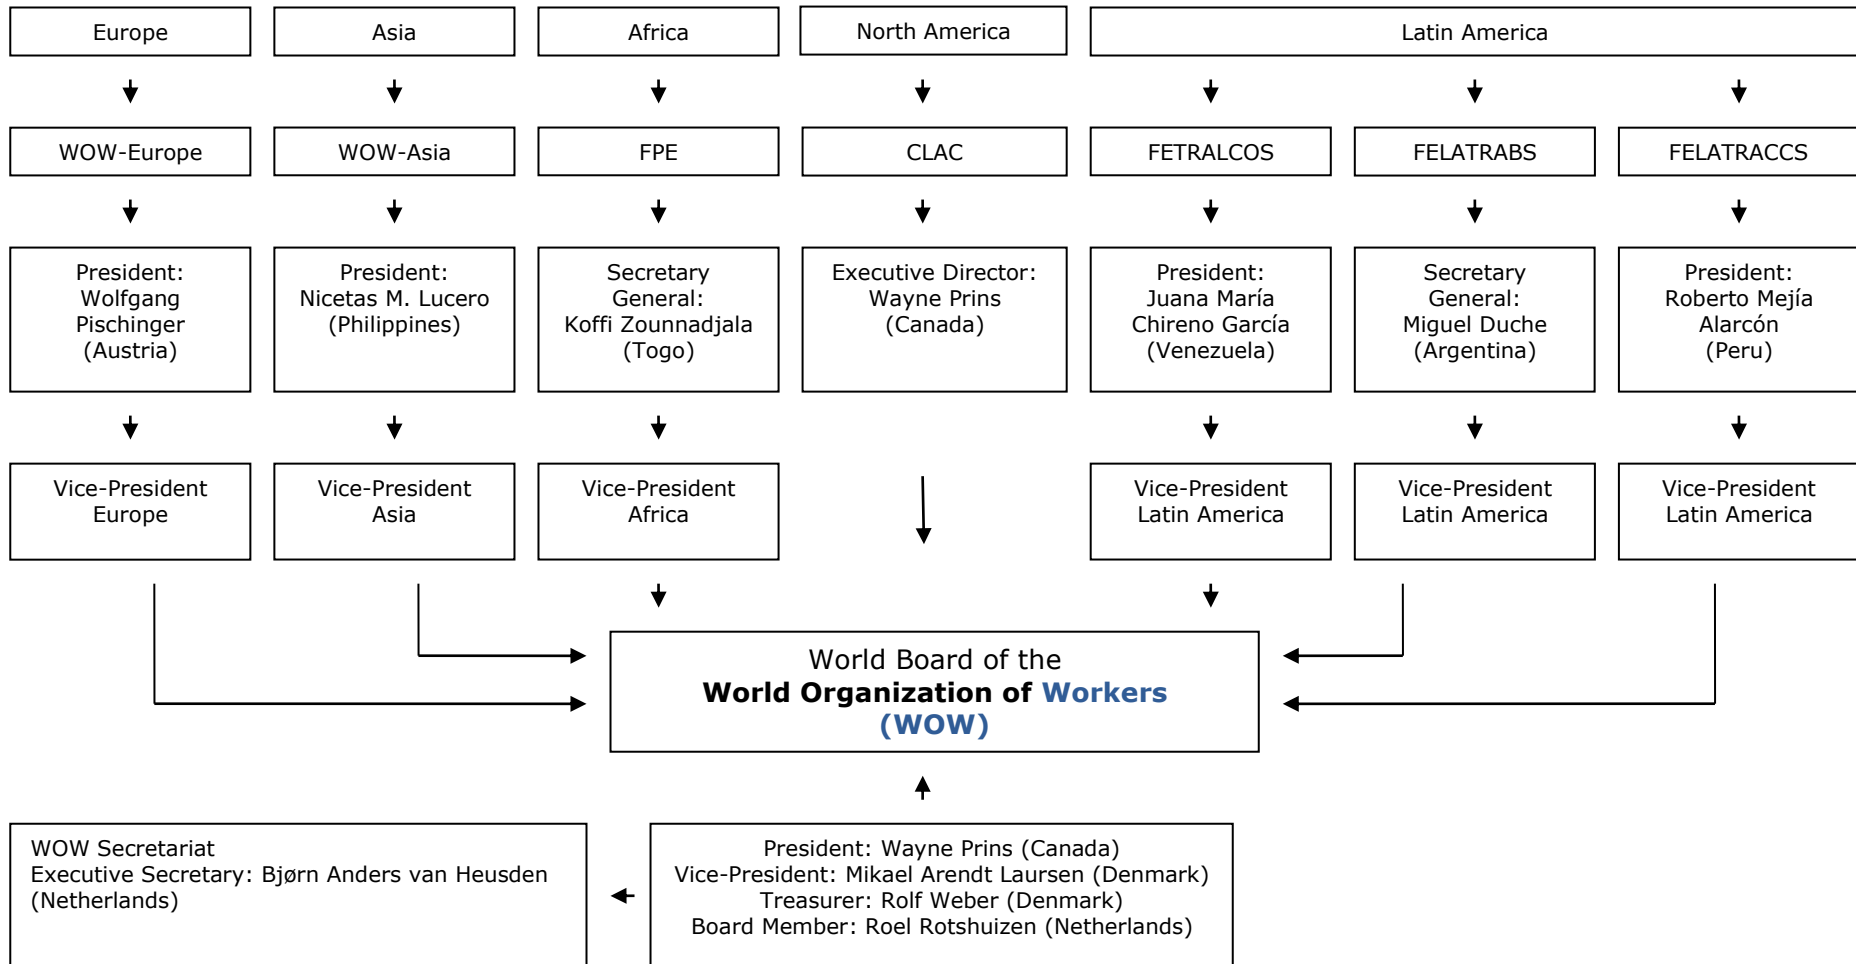 Europe
Asia
Africa
North America
Latin America
WOW-Europe
WOW-Asia
FPE
CLAC
FETRALCOS
FELATRABS
FELATRACCS
President:
Wolfgang
Pischinger
(Austria)
President:
Nicetas M. Lucero
(Philippines)
Secretary
General:
Koffi Zounnadjala
(Togo)
Executive Director:
Wayne Prins
(Canada)
President:
Juana María
Chireno García
(Venezuela)
Secretary
General:
Miguel Duche
(Argentina)
President:
Roberto Mejía
Alarcón
(Peru)
Vice-President
Europe
Vice-President
Asia
Vice-President
Africa
Vice-President
Latin America
Vice-President
Latin America
Vice-President
Latin America
World Board of the
World Organization of Workers
(WOW)
WOW Secretariat
Executive Secretary: Bjørn Anders van Heusden
(Netherlands)
President: Wayne Prins (Canada)
Vice-President: Mikael Arendt Laursen (Denmark)
Treasurer: Rolf Weber (Denmark)
Board Member: Roel Rotshuizen (Netherlands)